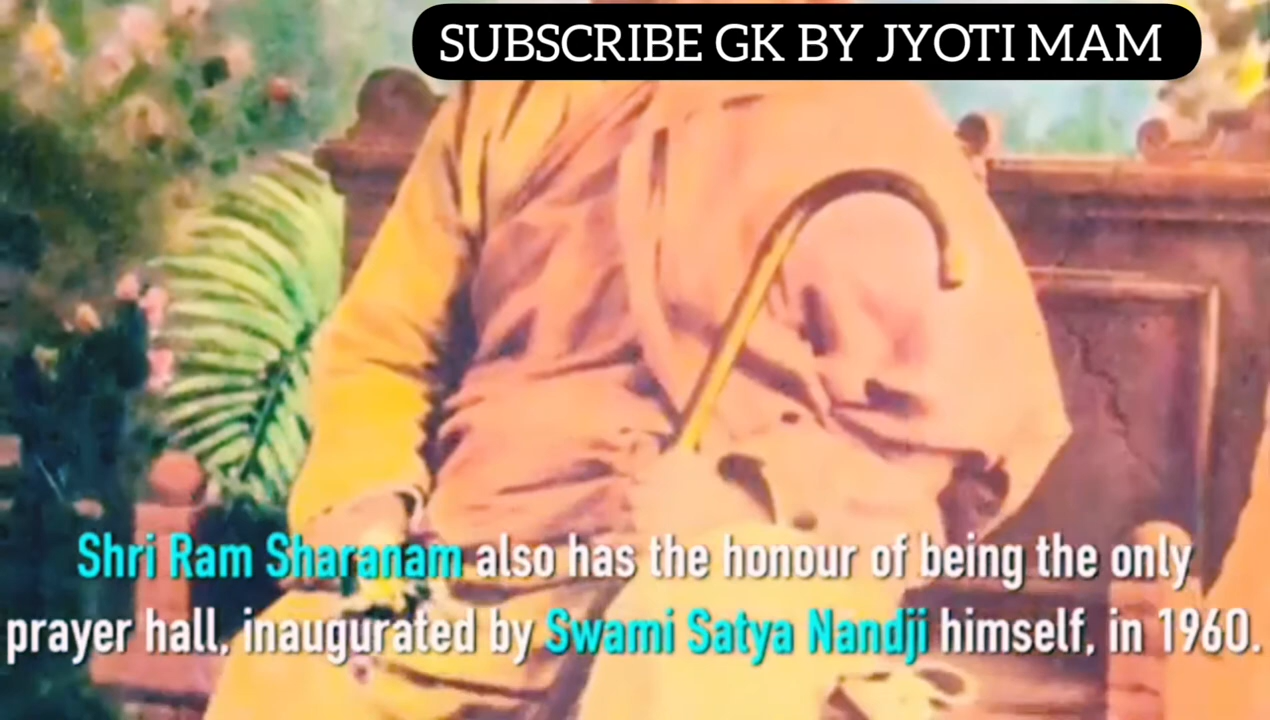 SUBSCRIBE GK BY JYOTI MAM
Shri Ram Sharanam also has the honour of being the only
prayer hall, inaugurated by Swami Satya Nandji himself, in 1960.